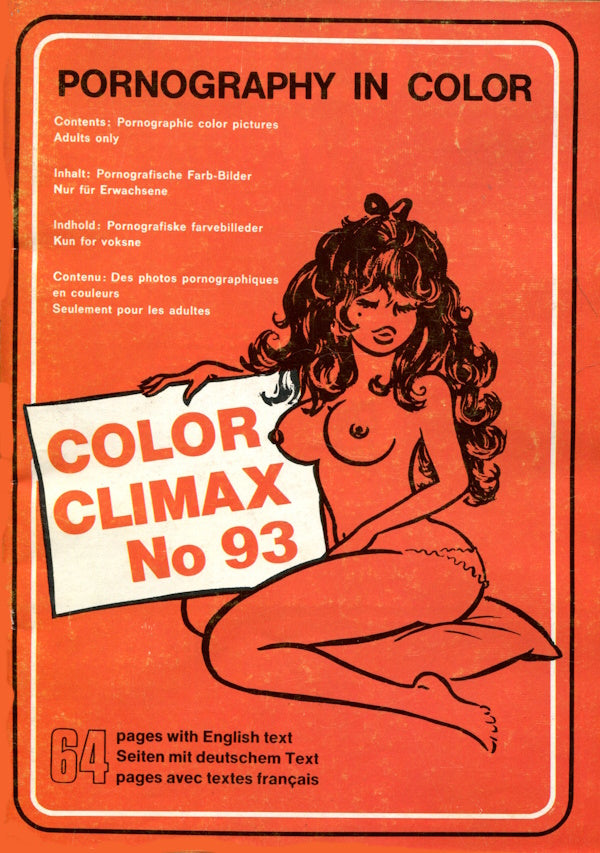 PORNOGRAPHY IN COLOR
Contents: Pornographic color pictures
Adults only
Inhalt: Pornografische Farb-Bilder
Nur für Erwachsene
Indhold: Pornografiske farvebilleder
Kun for voksne
Contenu: Des photos pornographiques
en couleurs
Seulement pour les adultes
COLOR
CLIMAX
No 93
64
pages with English text
Seiten mit deutschem Text
pages avec textes français